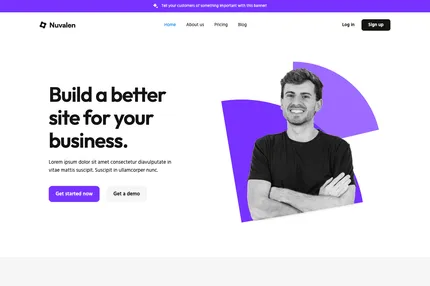 Tell your customers of something important with this banner!
Nuvalen
Home
About us
Pricing
Blog
Log in
Sign up
Build a better
site for your
business.
Lorem ipsum dolor sit amet consectetur diavulputate in
vitae mattis suscipit. Suscipit in ullamcorper nunc.
Get started now
Get a demo